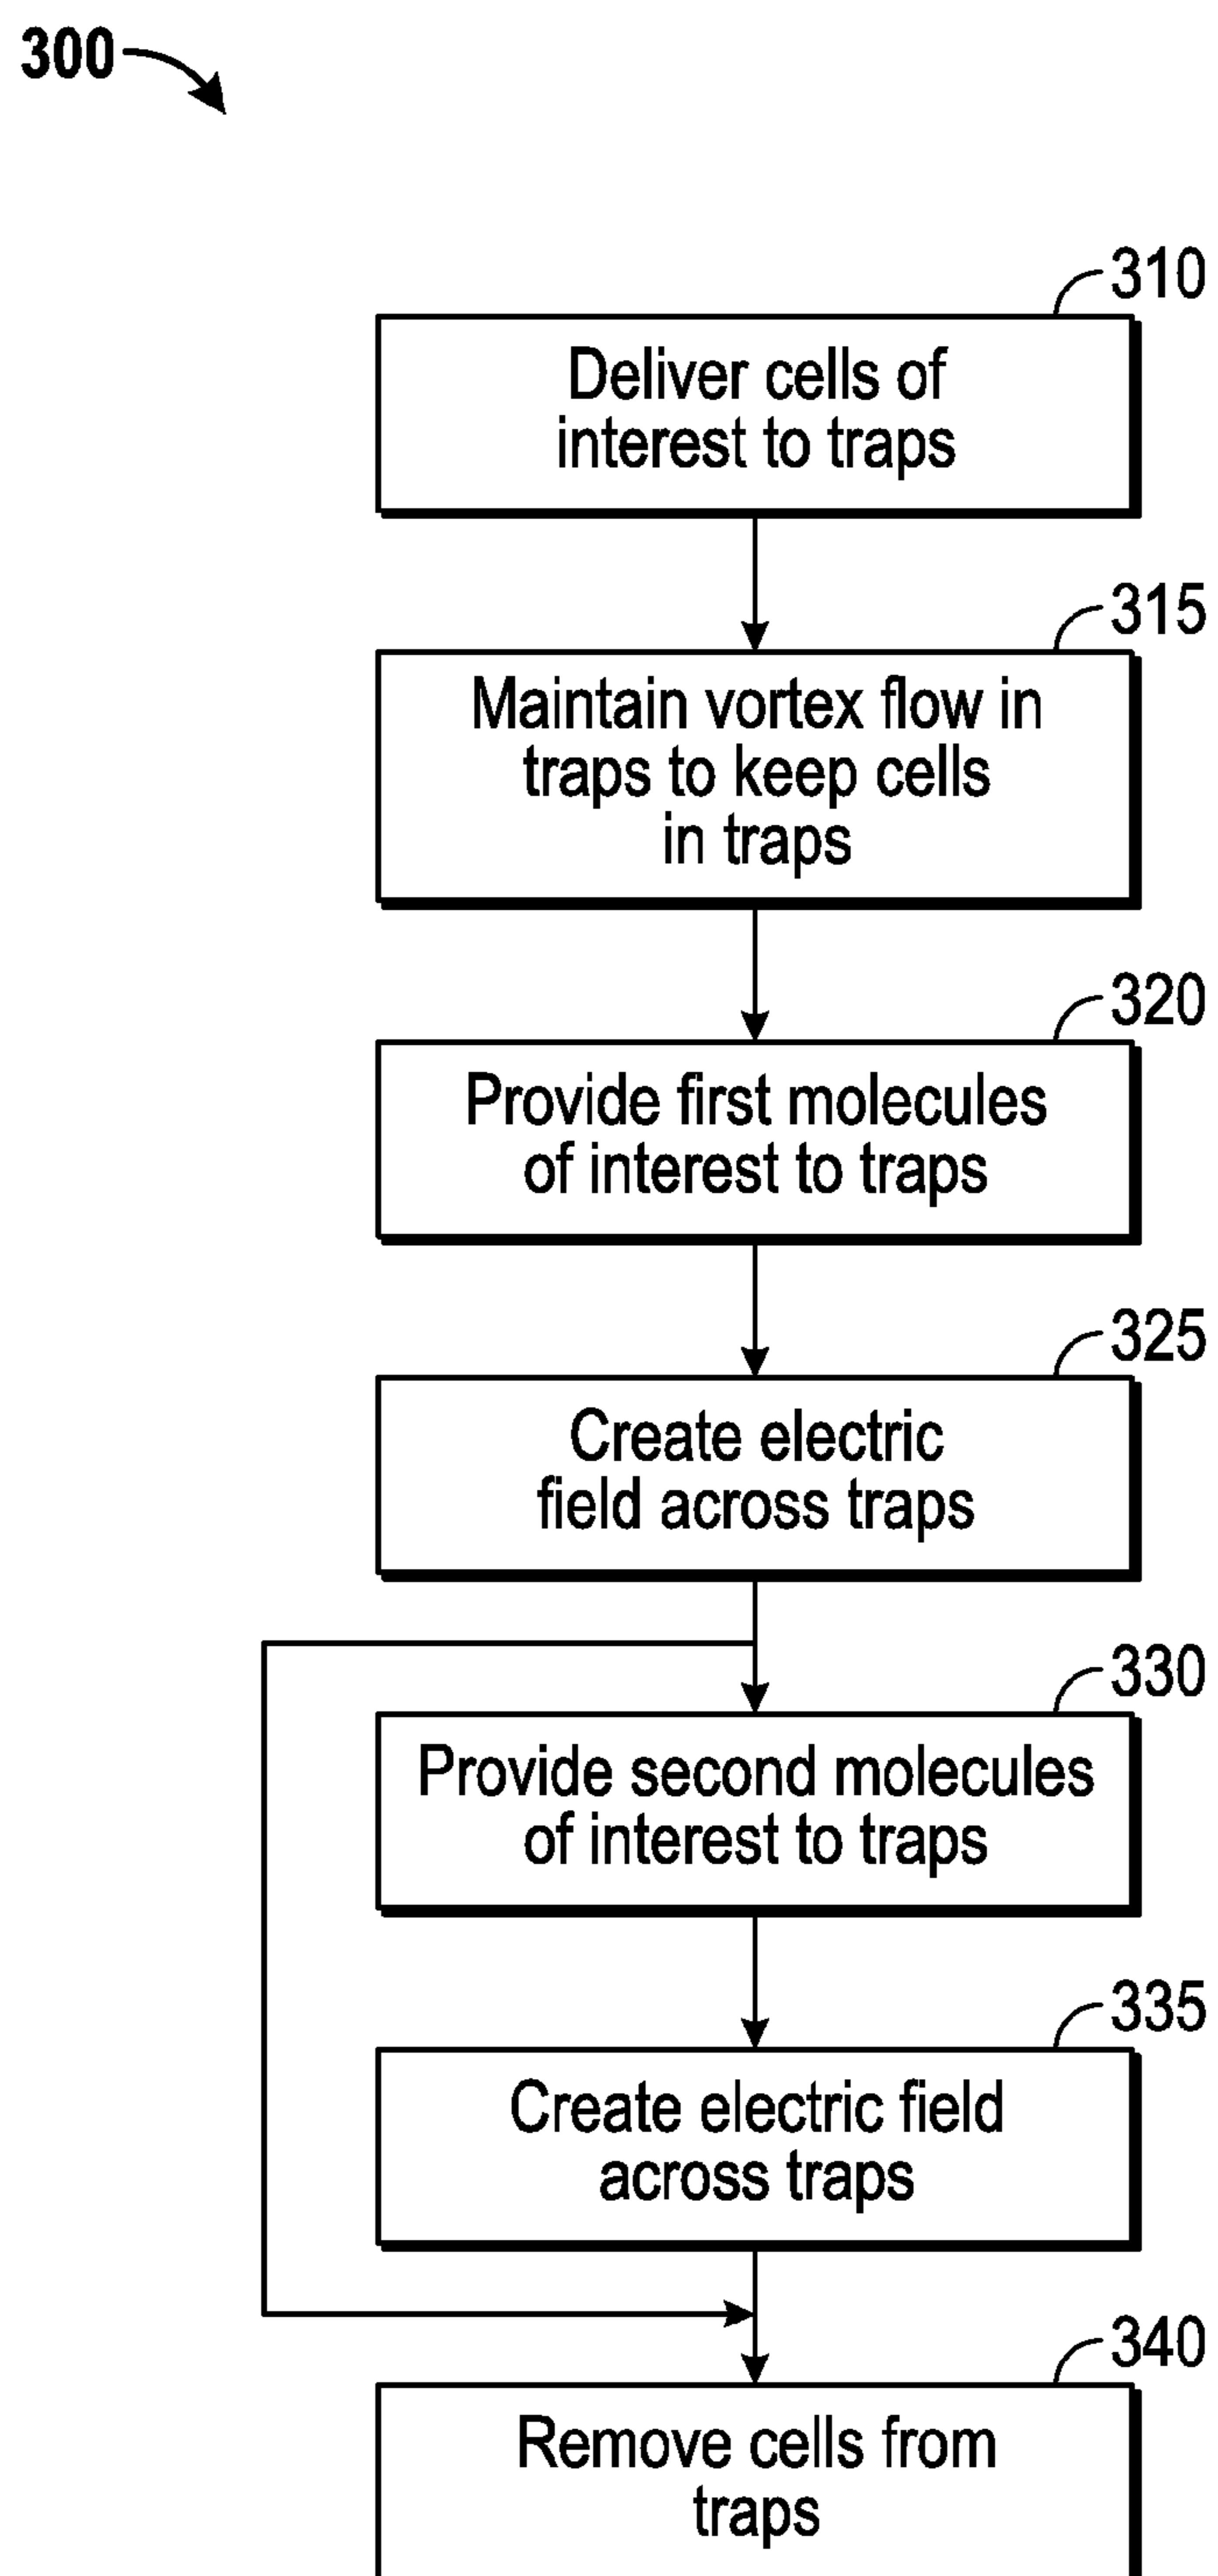 300
310
Deliver cells of
interest to traps
315
Maintain vortex flow in
traps to keep cells
in traps
320
Provide first molecules
of interest to traps
325
Create electric
field across traps
330
Provide second molecules
of interest to traps
335
Create electric field
across traps
340
Remove cells from
traps